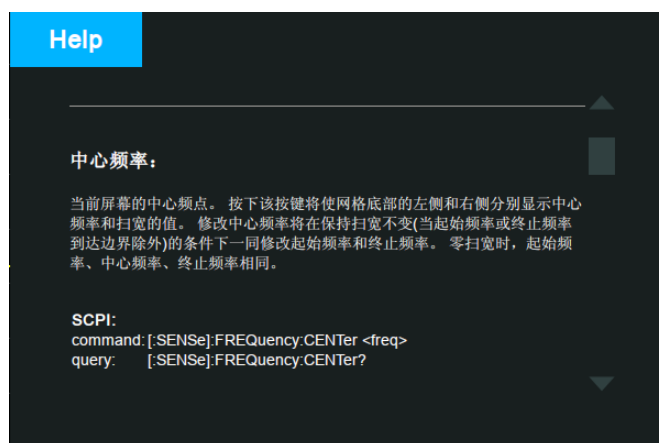 Help
中心频率：
当前屏幕的中心频点。 按下该按键将使网格底部的左侧和右侧分别显示中心
频率和扫宽的值。 修改中心频率将在保持扫宽不变(当起始频率或终止频率
到达边界除外)的条件下一同修改起始频率和终止频率。 零扫宽时，起始频
率、中心频率、终止频率相同。
SCPI:
command: [:SENSe]:FREQuency:CENTer <freq>
query: [:SENSe]:FREQuency:CENTer?